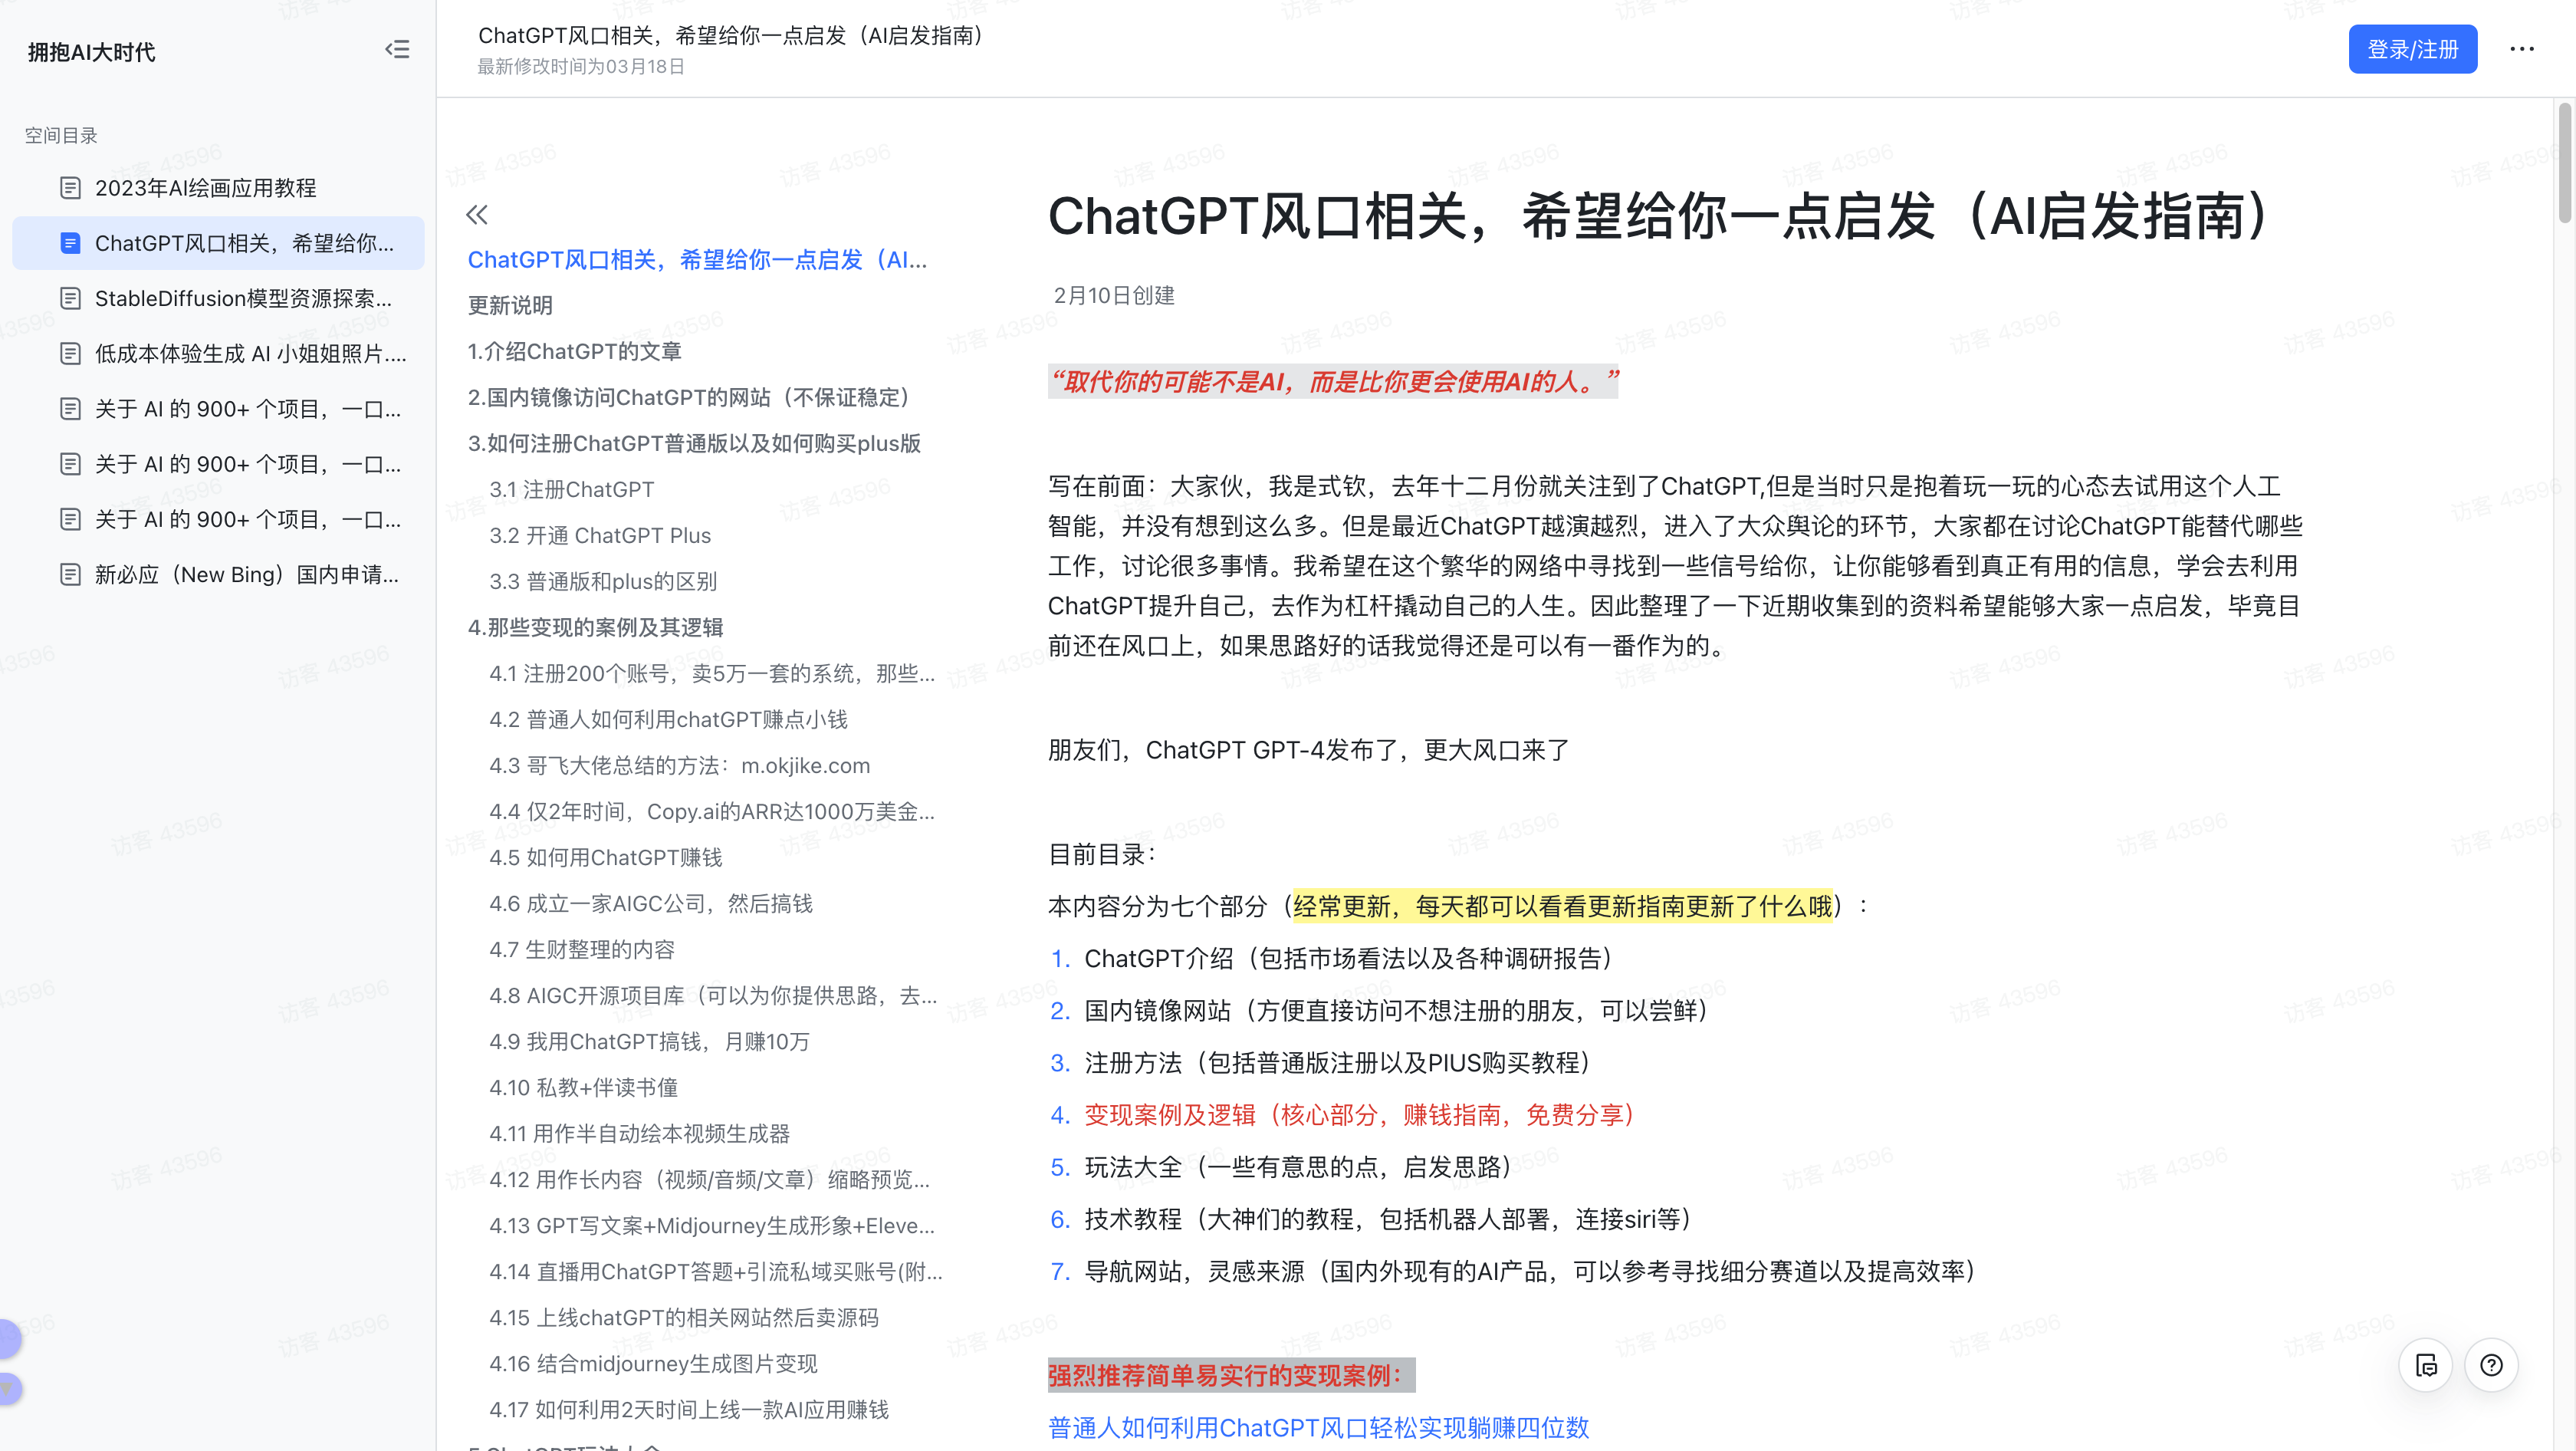 拥抱AI大时代
空间目录
2023年AI绘画应用教程
ChatGPT风口相关，希望给你...
StableDiffusion模型资源探索...
低成本体验生成 AI 小姐姐照片....
关于 AI 的 900+ 个项目，一口...
关于 AI 的 900+ 个项目，一口...
关于 AI 的 900+ 个项目，一口...
新必应（New Bing）国内申请...
ChatGPT风口相关，希望给你一点启发（AI启发指南）
最新修改时间为03月18日
登录/注册
ChatGPT风口相关，希望给你一点启发（AI...
更新说明
1.介绍ChatGPT的文章
2.国内镜像访问ChatGPT的网站（不保证稳定）
3.如何注册ChatGPT普通版以及如何购买plus版
3.1 注册ChatGPT
3.2 开通 ChatGPT Plus
3.3 普通版和plus的区别
4.那些变现的案例及其逻辑
4.1 注册200个账号，卖5万一套的系统，那些...
4.2 普通人如何利用chatGPT赚点小钱
4.3 哥飞大佬总结的方法：m.okjike.com
4.4 仅2年时间，Copy.ai的ARR达1000万美金...
4.5 如何用ChatGPT赚钱
4.6 成立一家AIGC公司，然后搞钱
4.7 生财整理的内容
4.8 AIGC开源项目库（可以为你提供思路，去...
4.9 我用ChatGPT搞钱，月赚10万
4.10 私教+伴读书僮
4.11 用作半自动绘本视频生成器
4.12 用作长内容（视频/音频/文章）缩略预览...
4.13 GPT写文案+Midjourney生成形象+Eleve...
4.14 直播用ChatGPT答题+引流私域买账号(附...
4.15 上线chatGPT的相关网站然后卖源码
4.16 结合midjourney生成图片变现
4.17 如何利用2天时间上线一款AI应用赚钱
5.ChatGPT玩法大全
ChatGPT风口相关，希望给你一点启发（AI启发指南）
2月10日创建
“取代你的可能不是AI，而是比你更会使用AI的人。”
写在前面：大家伙，我是式钦，去年十二月份就关注到了ChatGPT,但是当时只是抱着玩一玩的心态去试用这个人工
智能，并没有想到这么多。但是最近ChatGPT越演越烈，进入了大众舆论的环节，大家都在讨论ChatGPT能替代哪些
工作，讨论很多事情。我希望在这个繁华的网络中寻找到一些信号给你，让你能够看到真正有用的信息，学会去利用
ChatGPT提升自己，去作为杠杆撬动自己的人生。因此整理了一下近期收集到的资料希望能够大家一点启发，毕竟目
前还在风口上，如果思路好的话我觉得还是可以有一番作为的。
朋友们，ChatGPT GPT-4发布了，更大风口来了
目前目录：
本内容分为七个部分（经常更新，每天都可以看看更新指南更新了什么哦）：
1. ChatGPT介绍（包括市场看法以及各种调研报告）
2. 国内镜像网站（方便直接访问不想注册的朋友，可以尝鲜）
3. 注册方法（包括普通版注册以及PlUS购买教程）
4. 变现案例及逻辑（核心部分，赚钱指南，免费分享）
5. 玩法大全（一些有意思的点，启发思路）
6. 技术教程（大神们的教程，包括机器人部署，连接siri等）
7. 导航网站，灵感来源（国内外现有的AI产品，可以参考寻找细分赛道以及提高效率）
强烈推荐简单易实行的变现案例：
普通人如何利用ChatGPT风口轻松实现躺赚四位数
访客 43596